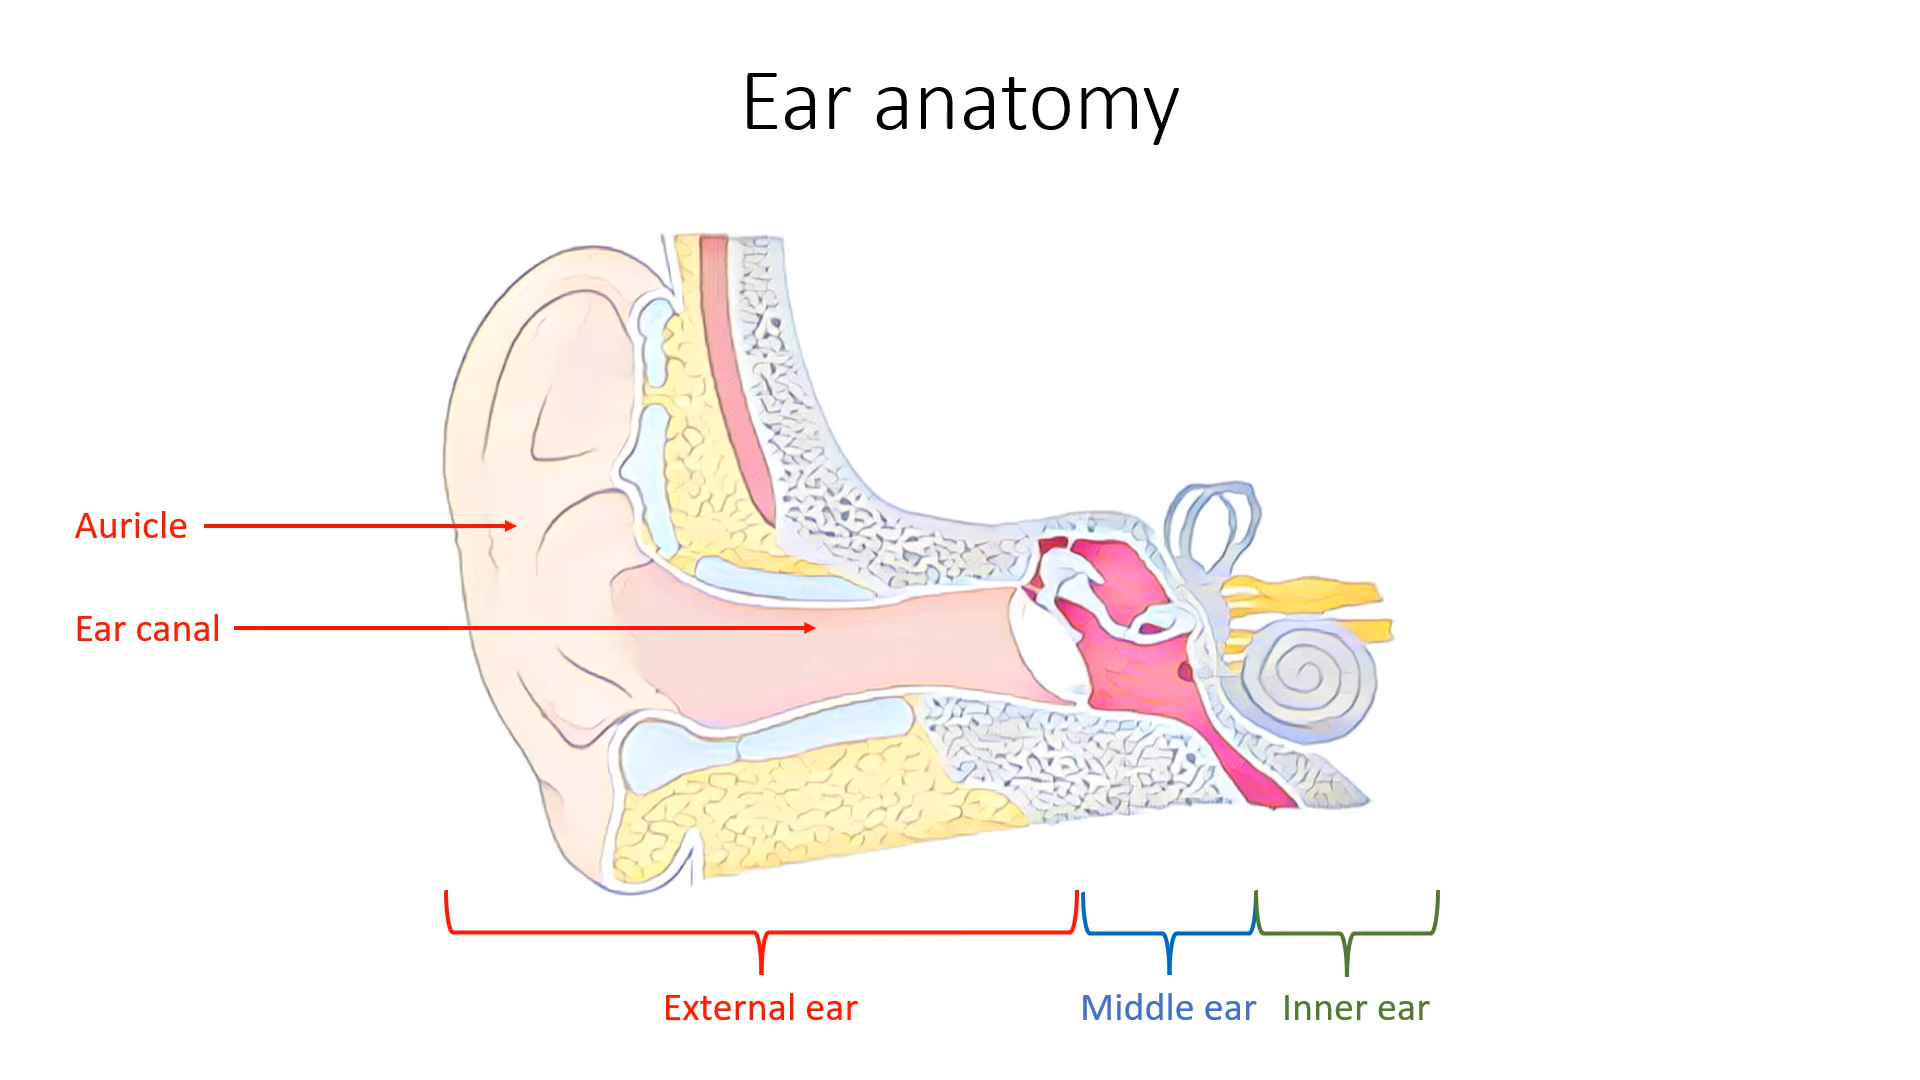 Ear anatomy
Auricle
Ear canal
External ear
Middle ear
Inner ear